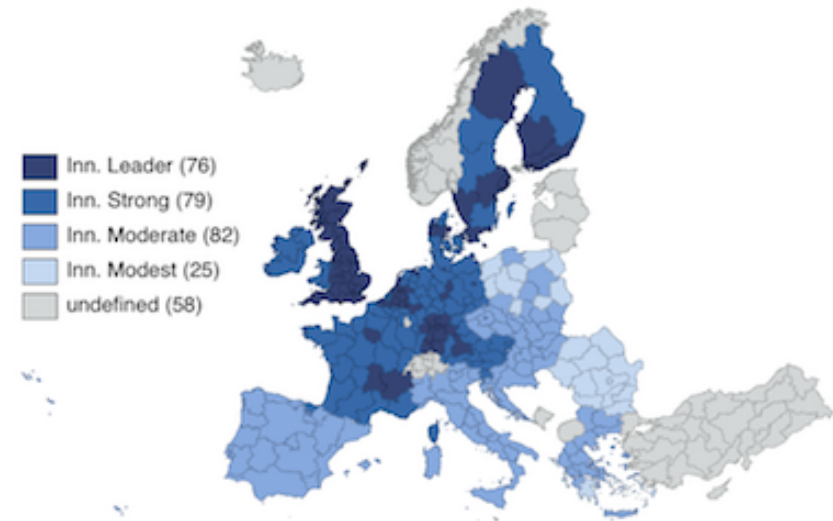 Inn. Leader (76)
Inn. Strong (79)
Inn. Moderate (82)
Inn. Modest (25)
undefined (58)